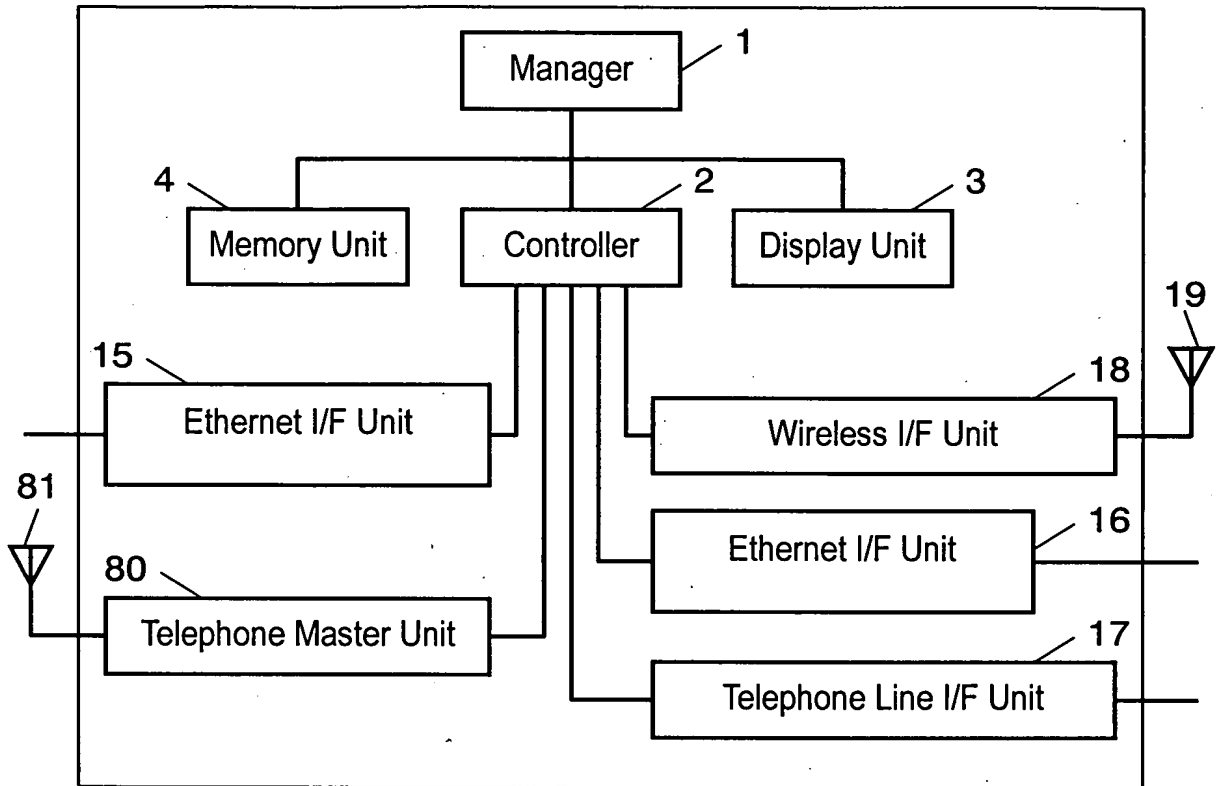 1
Manager
4
2
3
Memory Unit
Controller
Display Unit
19
15
18
Ethernet I/F Unit
Wireless I/F Unit
81
16
Ethernet I/F Unit
80
Telephone Master Unit
17
Telephone Line I/F Unit